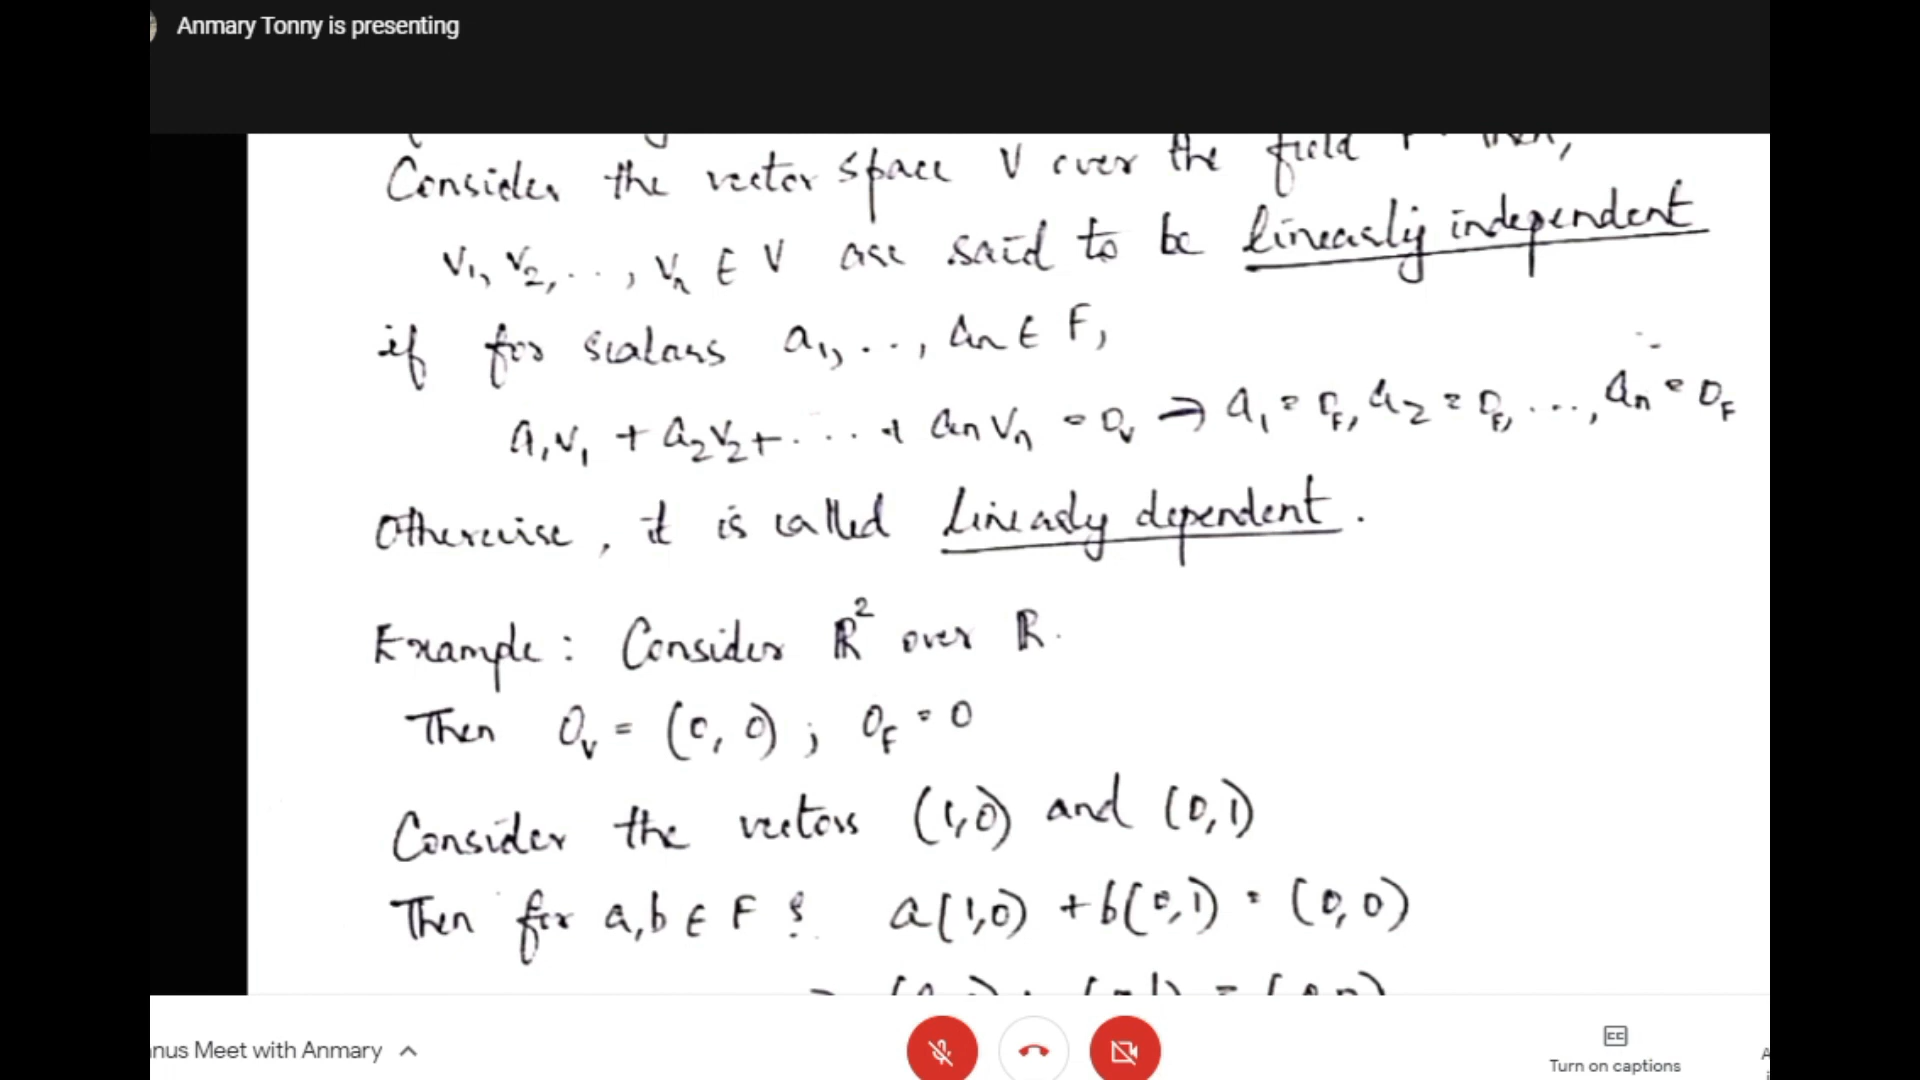 Anmary Tonny is presenting
Consider the vector space V over the field F. Then,
v₁, v₂, . . , vₙ ∈ V are said to be linearly independent
if for scalars a₁, . . , aₙ ∈ F,
a₁v₁ + a₂v₂ + . . . . + aₙvₙ = 0ᵥ ⇒ a₁ = 0_F, a₂ = 0_F, . . . , aₙ = 0_F
Otherwise, it is called linearly dependent.
Example : Consider ℝ² over ℝ.
Then 0ᵥ = (0, 0) ; 0_F = 0
Consider the vectors (1,0) and (0,1)
Then for a,b ∈ F : a(1,0) + b(0,1) = (0,0)
nus Meet with Anmary
Turn on captions